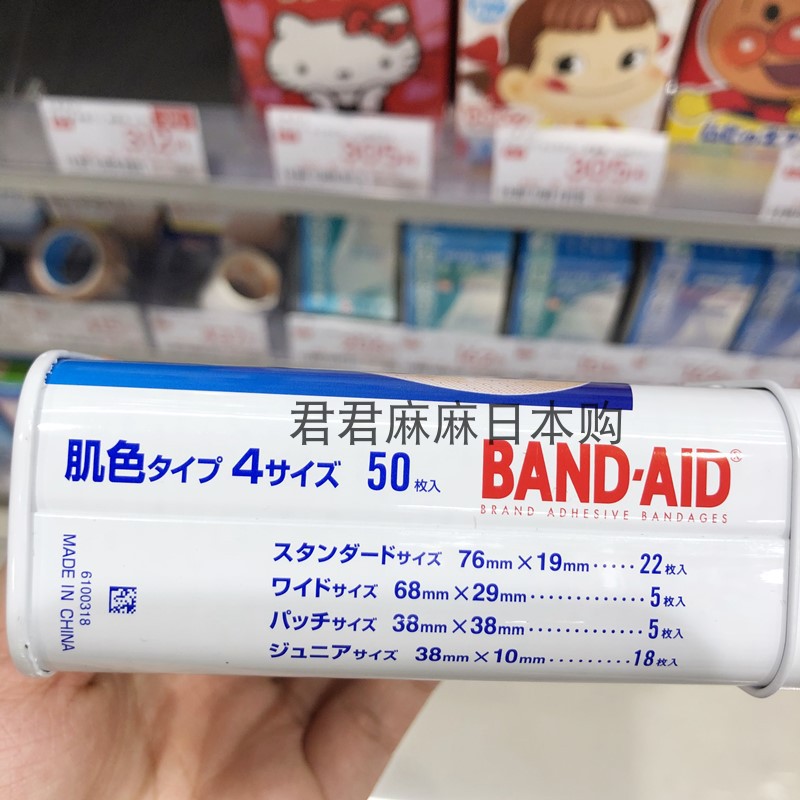 312
305
305
君君麻麻日本购
肌色タイプ 4サイズ 50枚入
BAND-AID®
BRAND ADHESIVE BANDAGES
スタンダードサイズ 76mm×19mm‥‥‥22枚入
ワイドサイズ 68mm×29mm‥‥‥‥‥‥5枚入
パッチサイズ 38mm×38mm‥‥‥‥‥‥5枚入
ジュニアサイズ 38mm×10mm‥‥‥‥‥18枚入
6100318
MADE IN CHINA